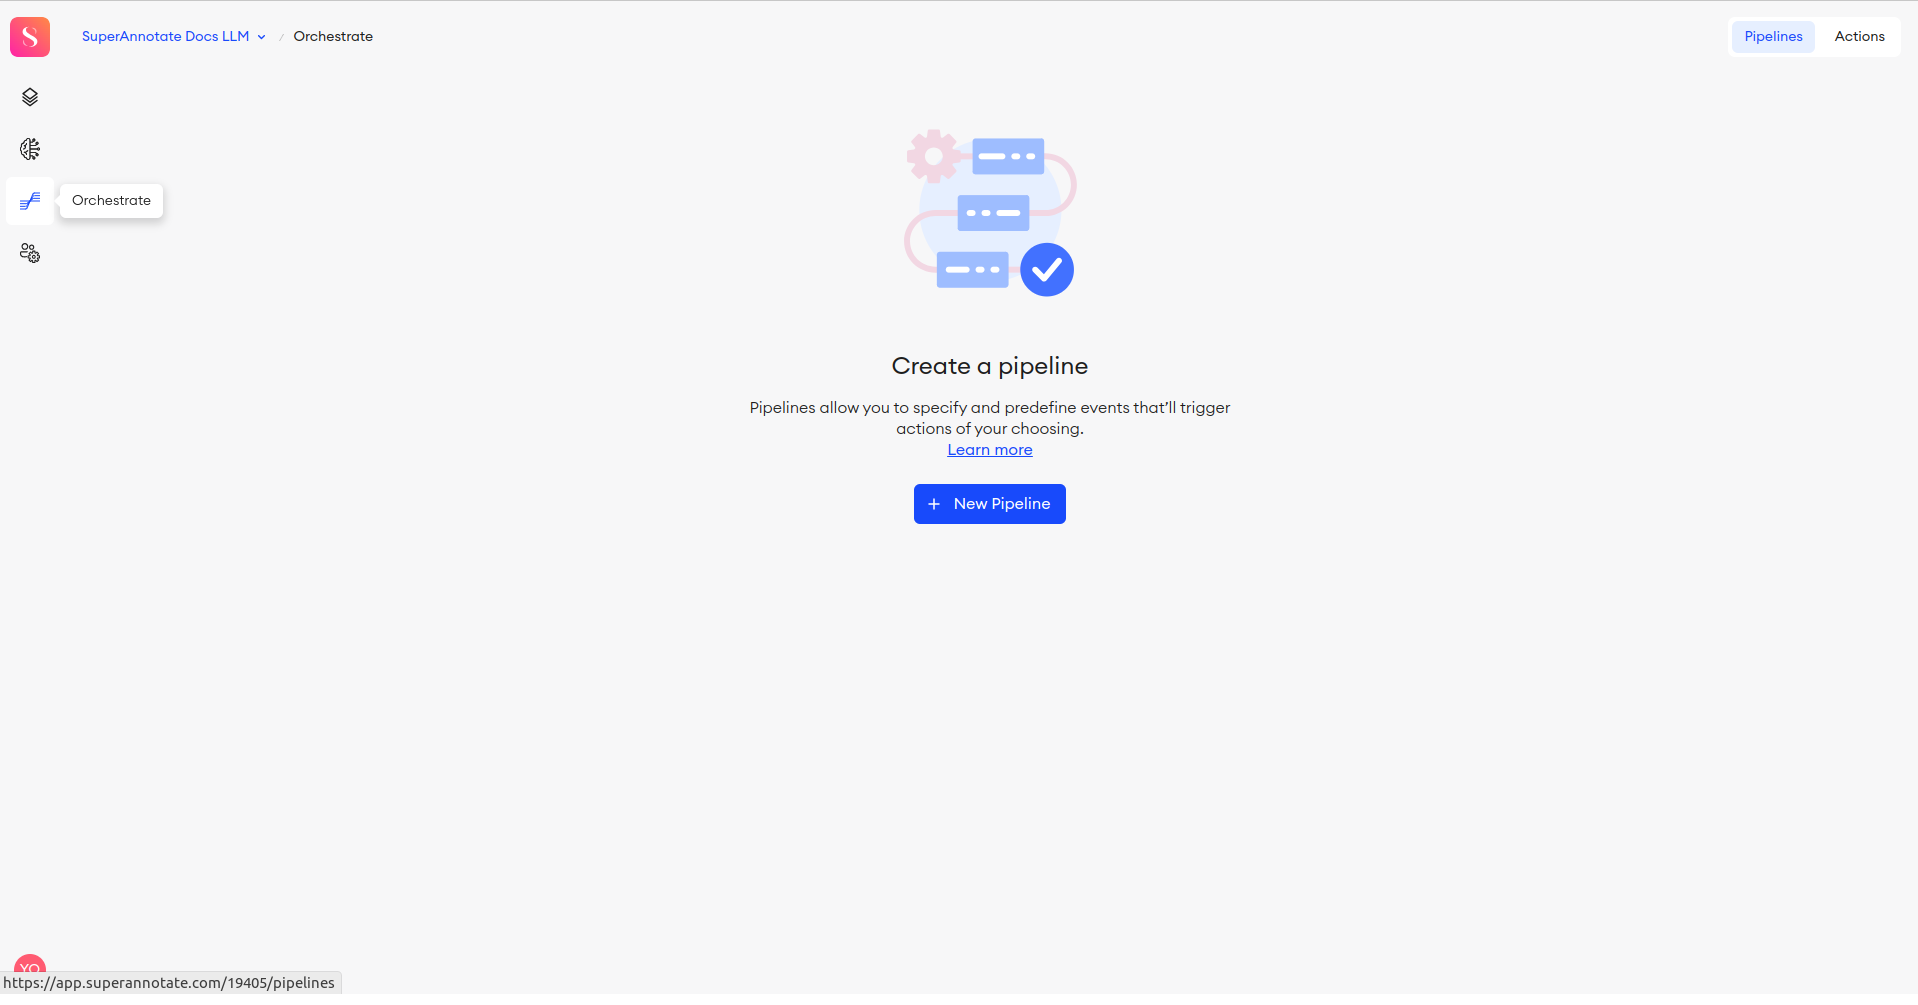 SuperAnnotate Docs LLM / Orchestrate
Pipelines Actions
Orchestrate
Create a pipeline
Pipelines allow you to specify and predefine events that’ll trigger
actions of your choosing.
Learn more
+ New Pipeline
YO
https://app.superannotate.com/19405/pipelines